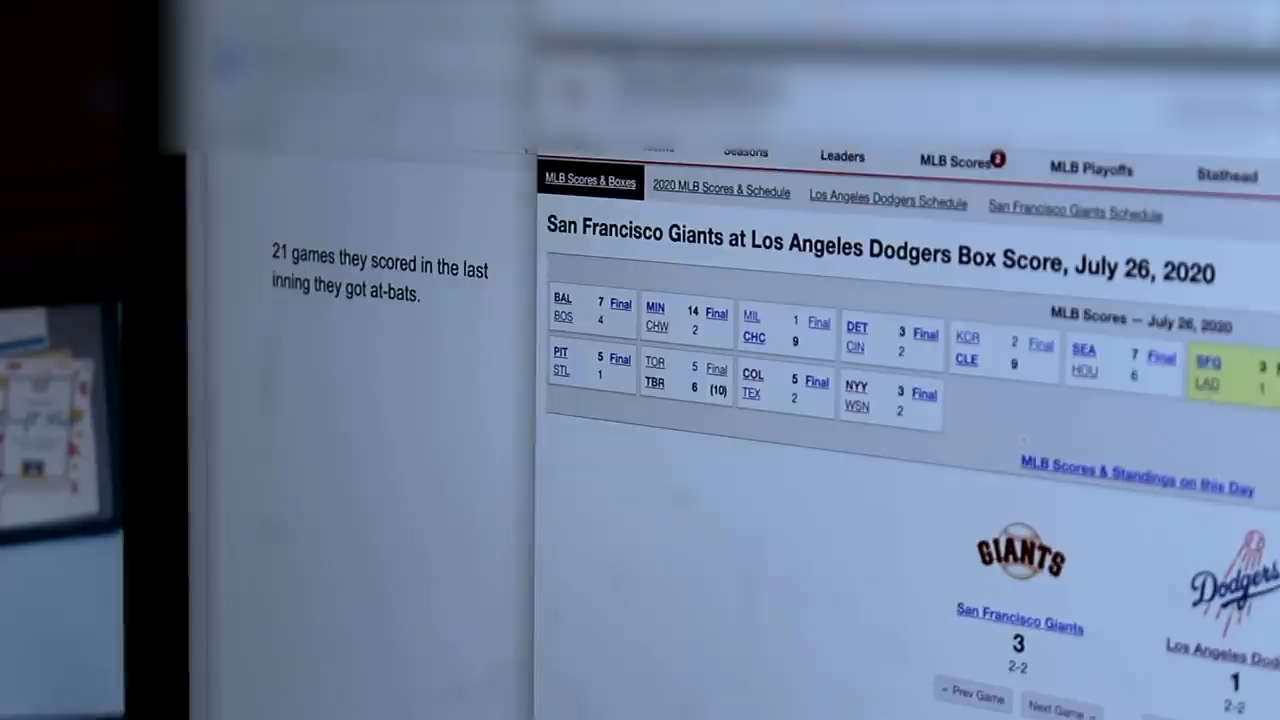 Seasons
Leaders
MLB Scores
MLB Playoffs
Stathead
MLB Scores & Boxes
2020 MLB Scores & Schedule
Los Angeles Dodgers Schedule
San Francisco Giants Schedule
21 games they scored in the last
inning they got at-bats.
San Francisco Giants at Los Angeles Dodgers Box Score, July 26, 2020
MLB Scores — July 26, 2020
BAL 7 Final
BOS 4
MIN 14 Final
CHW 2
MIL 1 Final
CHC 9
DET 3 Final
CIN 2
KCR 2 Final
CLE 9
SEA 7 Final
HOU 6
SFG 3
LAD 1
PIT 5 Final
STL 1
TOR 5 Final
TBR 6 (10)
COL 5 Final
TEX 2
NYY 3 Final
WSN 2
MLB Scores & Standings on this Day
GIANTS
Dodgers
San Francisco Giants
3
2-2
Los Angeles Dod
1
2-2
« Prev Game
Next Game »